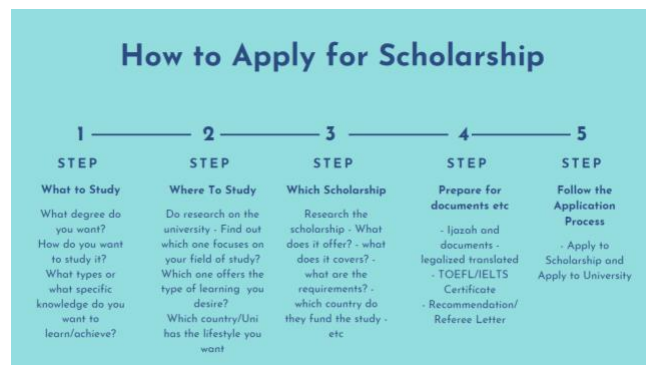 How to Apply for Scholarship
1
STEP
What to Study
What degree do
you want?
How do you want
to study it?
What types or
what specific
knowledge do you
want to
learn/achieve?
2
STEP
Where To Study
Do research on the
university - Find out
which one focuses on
your field of study?
Which one offers the
type of learning you
desire?
Which country/Uni
has the lifestyle you
want
3
STEP
Which Scholarship
Research the
scholarship - What
does it offer? - what
does it covers? -
what are the
requirements? -
which country do
they fund the study -
etc
4
STEP
Prepare for
documents etc
- Ijazah and
documents -
legalized translated
- TOEFL/IELTS
Certificate
- Recommendation/
Referee Letter
5
STEP
Follow the
Application
Process
- Apply to
Scholarship and
Apply to University